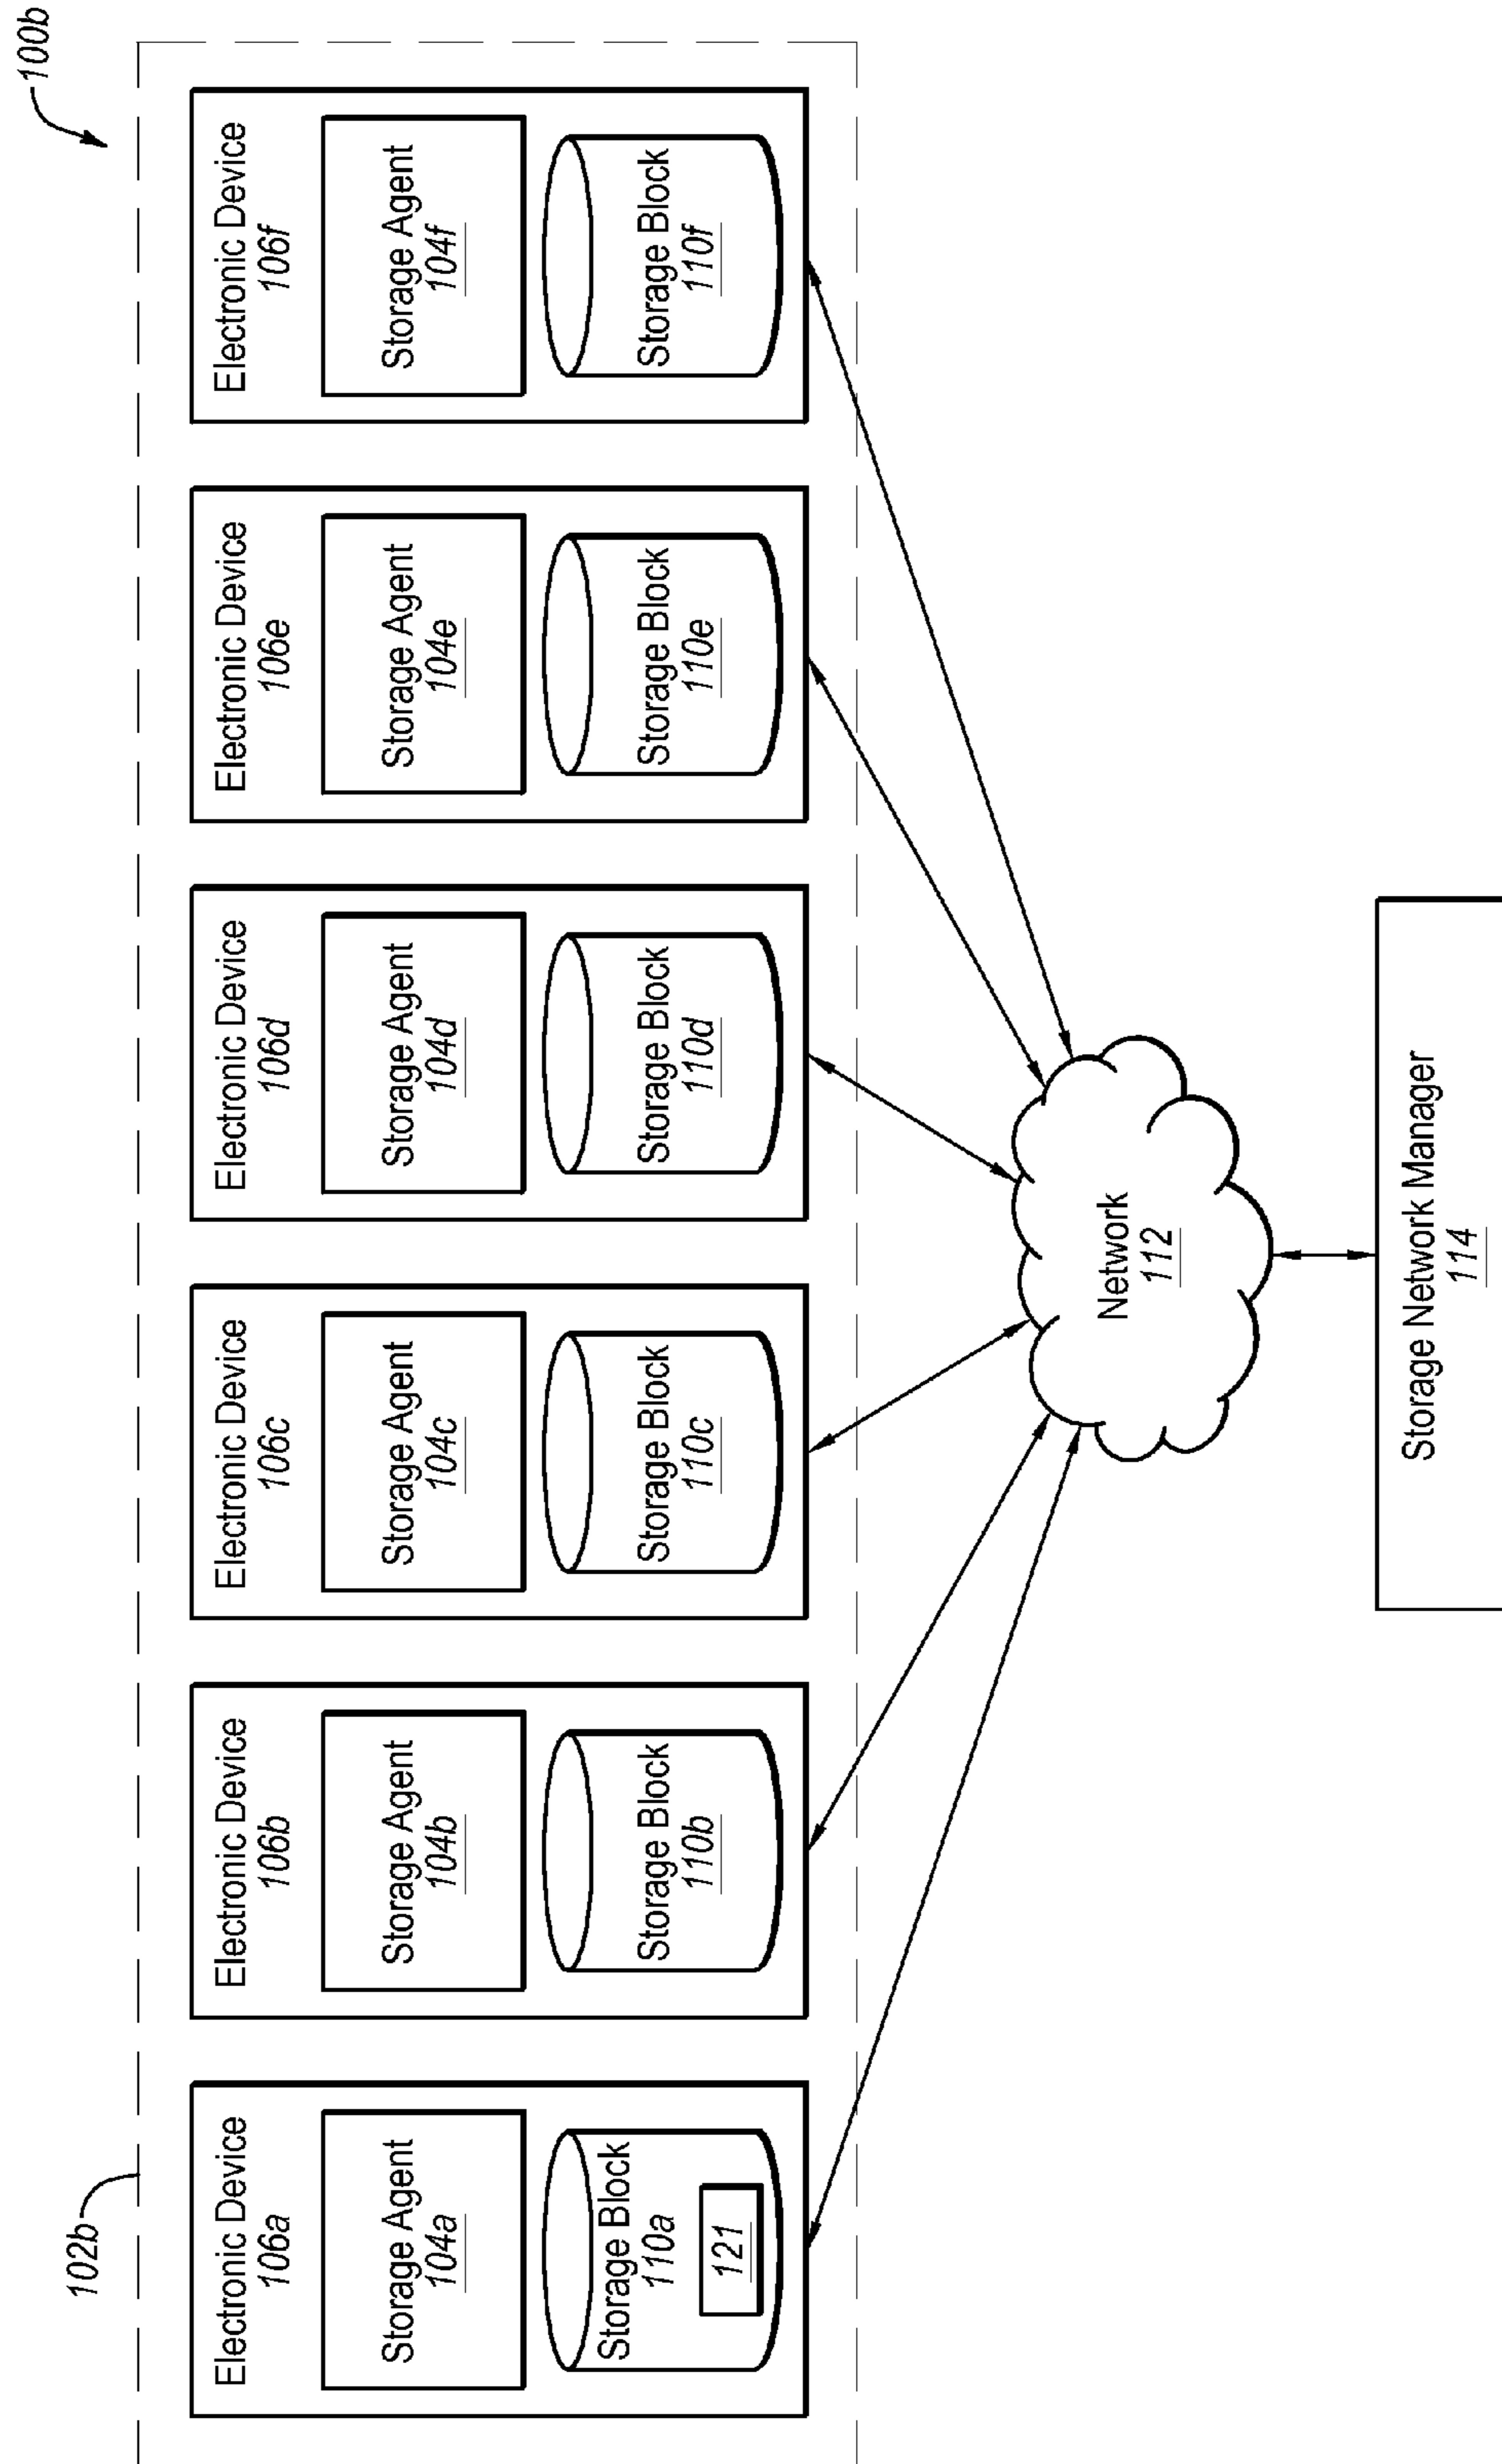 100b
102b
Electronic Device
106a
Storage Agent
104a
Storage Block
110a
121
Electronic Device
106b
Storage Agent
104b
Storage Block
110b
Electronic Device
106c
Storage Agent
104c
Storage Block
110c
Electronic Device
106d
Storage Agent
104d
Storage Block
110d
Electronic Device
106e
Storage Agent
104e
Storage Block
110e
Electronic Device
106f
Storage Agent
104f
Storage Block
110f
Network
112
Storage Network Manager
114